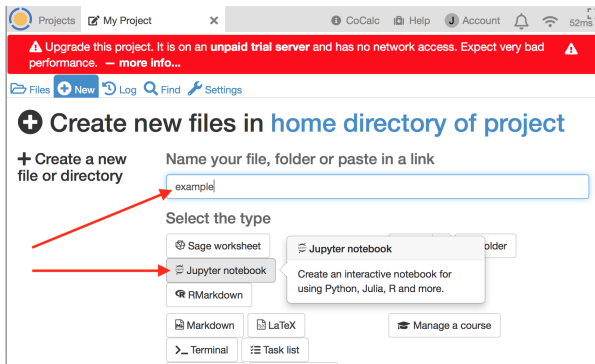 Projects My Project × CoCalc Help J Account 52ms
Upgrade this project. It is on an unpaid trial server and has no network access. Expect very bad
performance. — more info...
Files New Log Find Settings
Create new files in home directory of project
Create a new
file or directory
Name your file, folder or paste in a link
example
Select the type
Sage worksheet
Jupyter notebook
Jupyter notebook
Create an interactive notebook for
using Python, Julia, R and more.
RMarkdown
Markdown LaTeX Manage a course
Terminal Task list